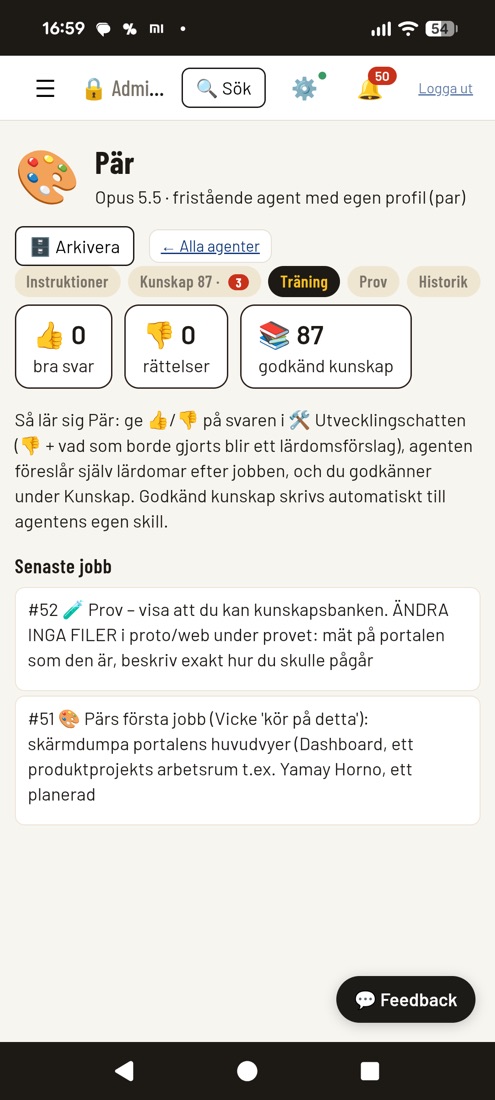 16:59 % mi 54
Admi... Sök 50 Logga ut
Pär
Opus 5.5 · fristående agent med egen profil (par)
Arkivera ← Alla agenter
Instruktioner Kunskap 87 · 3 Träning Prov Historik
👍 0 👎 0 📚 87
bra svar rättelser godkänd kunskap
Så lär sig Pär: ge 👍/👎 på svaren i 🛠️ Utvecklingschatten
(👎 + vad som borde gjorts blir ett lärdomsförslag), agenten
föreslår själv lärdomar efter jobben, och du godkänner
under Kunskap. Godkänd kunskap skrivs automatiskt till
agentens egen skill.
Senaste jobb
#52 🧪 Prov – visa att du kan kunskapsbanken. ÄNDRA
INGA FILER i proto/web under provet: mät på portalen
som den är, beskriv exakt hur du skulle pågår
#51 🎨 Pärs första jobb (Vicke 'kör på detta'):
skärmdumpa portalens huvudvyer (Dashboard, ett
produktprojekts arbetsrum t.ex. Yamay Horno, ett
planerad
💬 Feedback